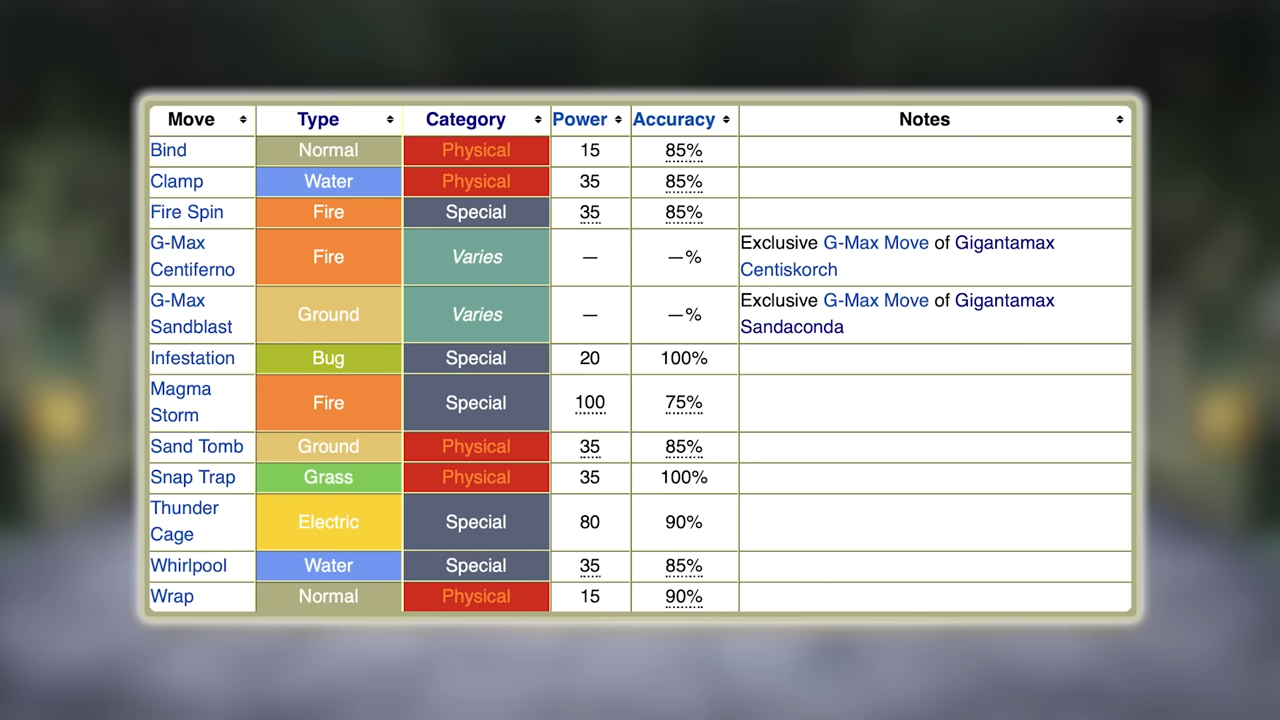 Move Type Category Power Accuracy Notes
Bind Normal Physical 15 85%
Clamp Water Physical 35 85%
Fire Spin Fire Special 35 85%
G-Max Centiferno Fire Varies — —% Exclusive G-Max Move of Gigantamax Centiskorch
G-Max Sandblast Ground Varies — —% Exclusive G-Max Move of Gigantamax Sandaconda
Infestation Bug Special 20 100%
Magma Storm Fire Special 100 75%
Sand Tomb Ground Physical 35 85%
Snap Trap Grass Physical 35 100%
Thunder Cage Electric Special 80 90%
Whirlpool Water Special 35 85%
Wrap Normal Physical 15 90%